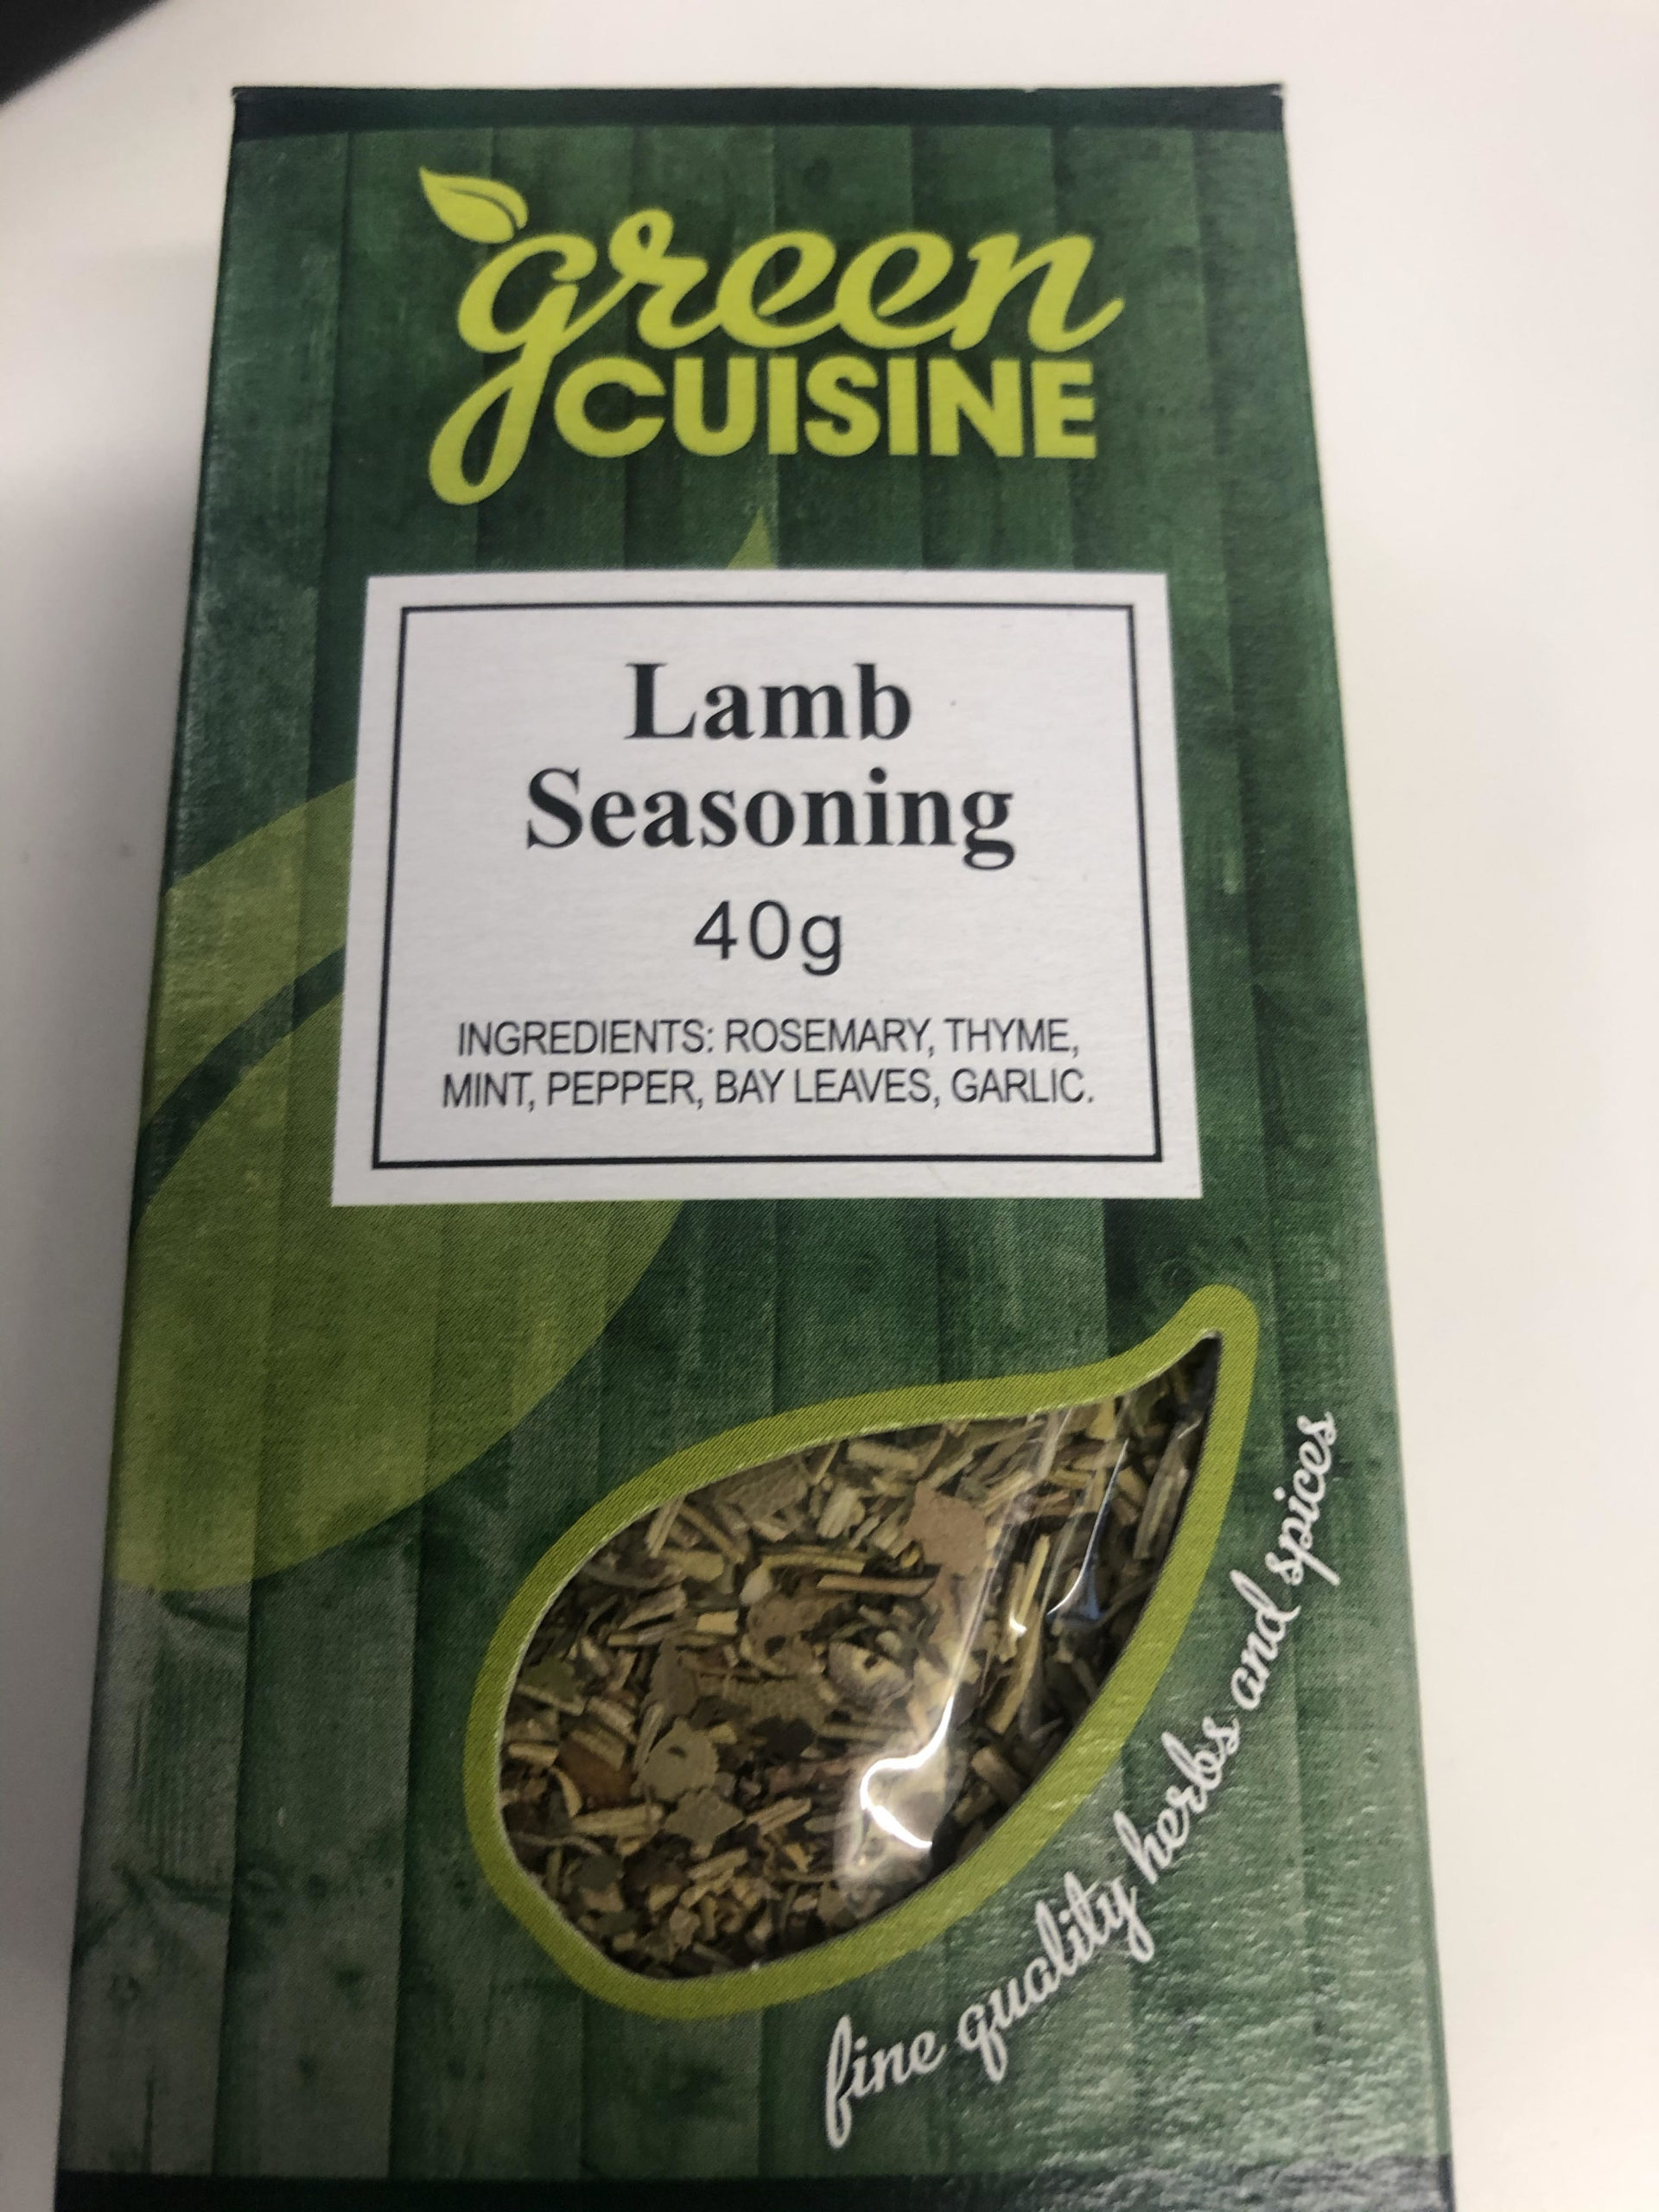 green
CUISINE
Lamb
Seasoning
40g
INGREDIENTS: ROSEMARY, THYME,
MINT, PEPPER, BAY LEAVES, GARLIC.
fine quality herbs and spices